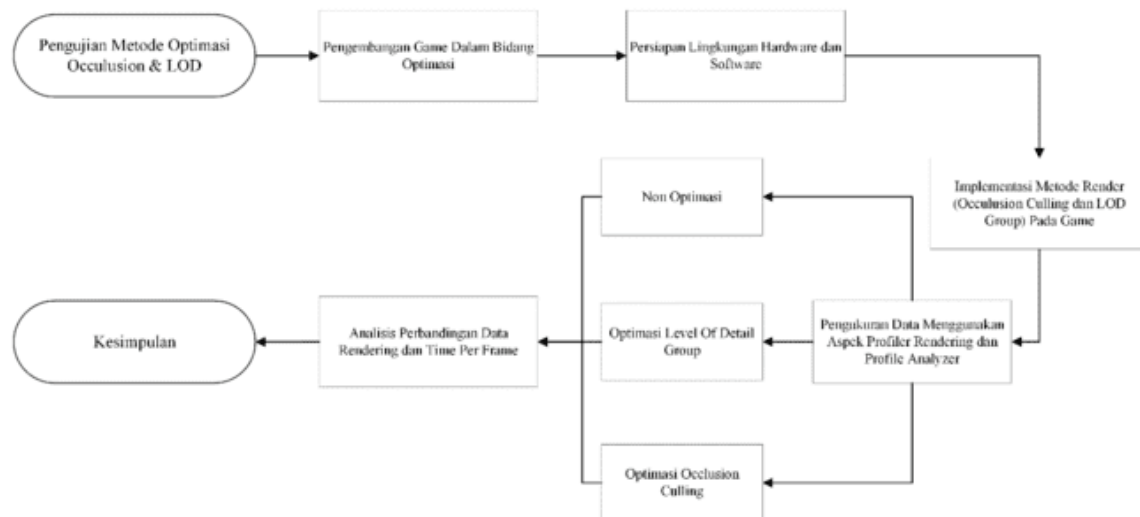 Pengujian Metode Optimasi
Occulusion & LOD
Pengembangan Game Dalam Bidang
Optimasi
Persiapan Lingkungan Hardware dan
Software
Implementasi Metode Render
(Occulusion Culling dan LOD
Group) Pada Game
Pengukuran Data Menggunakan
Aspek Profiler Rendering dan
Profile Analyzer
Non Optimasi
Optimasi Level Of Detail
Group
Optimasi Occlusion
Culling
Analisis Perbandingan Data
Rendering dan Time Per Frame
Kesimpulan